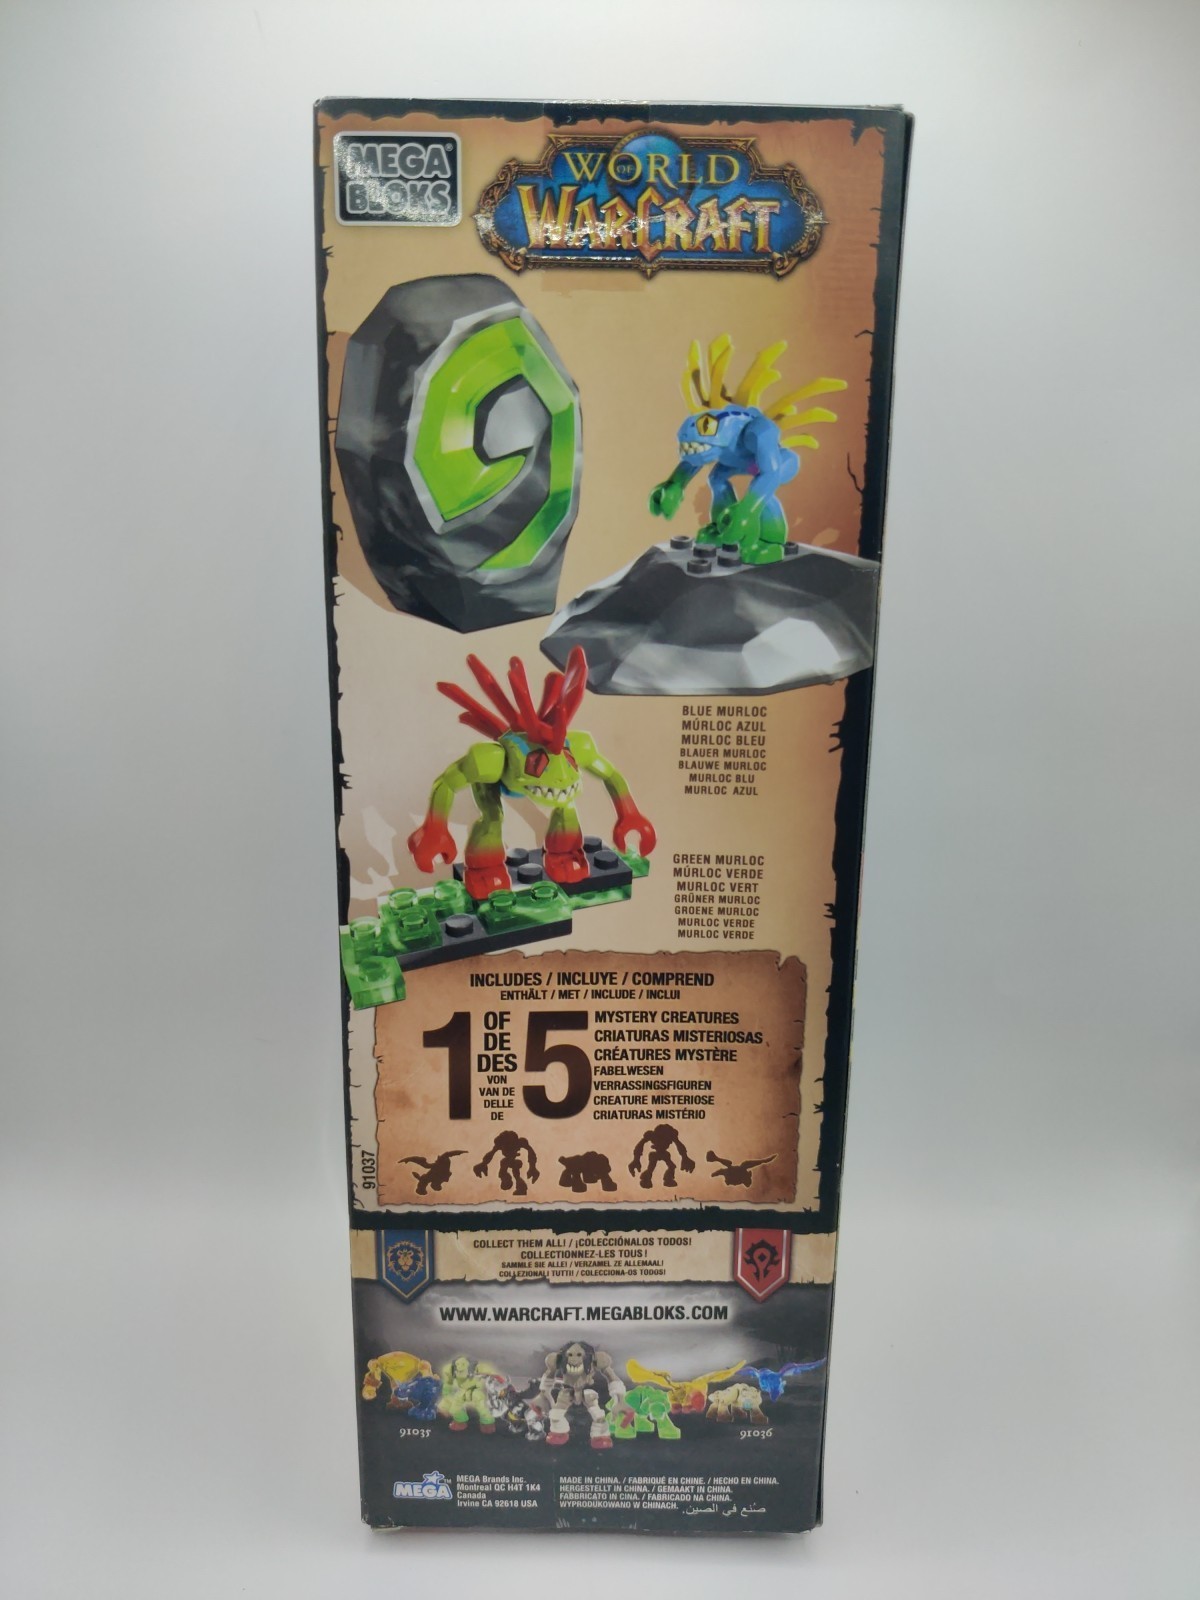 MEGA®
BLOKS
WORLD
OF
WARCRAFT
BLUE MURLOC
MÚRLOC AZUL
MURLOC BLEU
BLAUER MURLOC
BLAUWE MURLOC
MURLOC BLU
MURLOC AZUL
GREEN MURLOC
MÚRLOC VERDE
MURLOC VERT
GRÜNER MURLOC
GROENE MURLOC
MURLOC VERDE
MURLOC VERDE
INCLUDES / INCLUYE / COMPREND
ENTHÄLT / MET / INCLUDE / INCLUI
1
OF
DE
DES
VON
VAN DE
DELLE
DE
5
MYSTERY CREATURES
CRIATURAS MISTERIOSAS
CRÉATURES MYSTÈRE
FABELWESEN
VERRASSINGSFIGUREN
CREATURE MISTERIOSE
CRIATURAS MISTÉRIO
91037
COLLECT THEM ALL! / ¡COLECCIÓNALOS TODOS!
COLLECTIONNEZ-LES TOUS !
SAMMLE SIE ALLE! / VERZAMEL ZE ALLEMAAL!
COLLEZIONALI TUTTI! / COLECCIONA-OS TODOS!
WWW.WARCRAFT.MEGABLOKS.COM
91035
91036
MEGA™
MEGA Brands Inc.
Montreal QC H4T 1K4
Canada
Irvine CA 92618 USA
MADE IN CHINA. / FABRIQUÉ EN CHINE. / HECHO EN CHINA.
HERGESTELLT IN CHINA. / GEMAAKT IN CHINA.
FABBRICATO IN CINA. / FABRICADO NA CHINA.
WYPRODUKOWANO W CHINACH. صُنع في الصين.